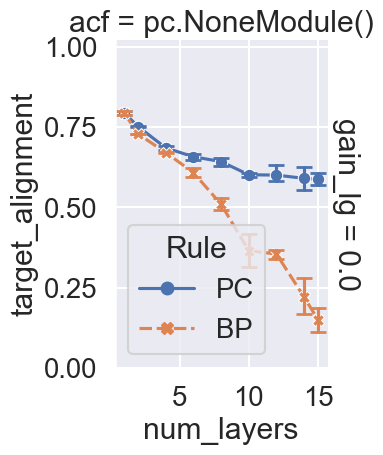 acf = pc.NoneModule()
target_alignment
1.00
0.75
0.50
0.25
0.00
Rule
PC
BP
gain_lg = 0.0
5
10
15
num_layers